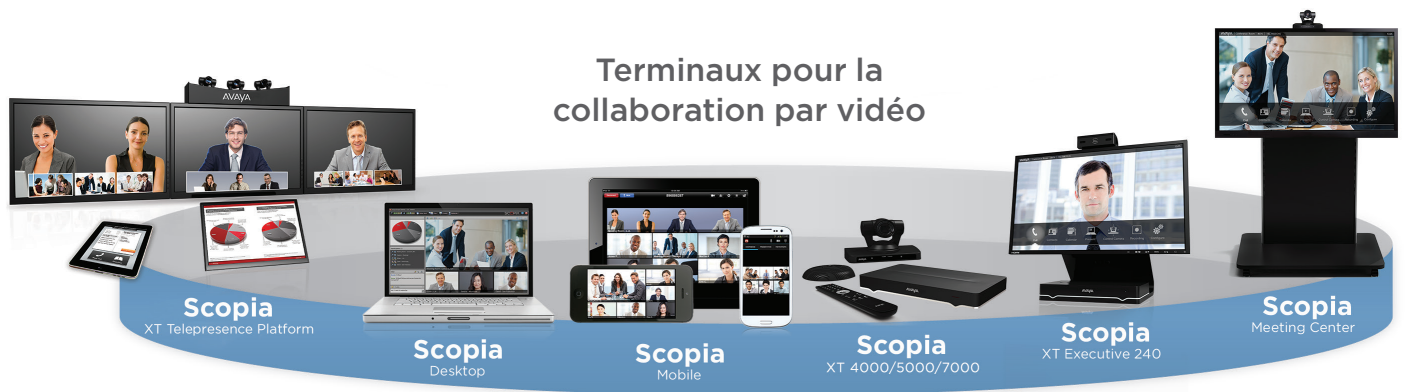 Terminaux pour la
collaboration par vidéo
AVAYA
Scopia
XT Telepresence Platform
Scopia
Desktop
Scopia
Mobile
Scopia
XT 4000/5000/7000
AVAYA
Scopia
XT Executive 240
Scopia
Meeting Center